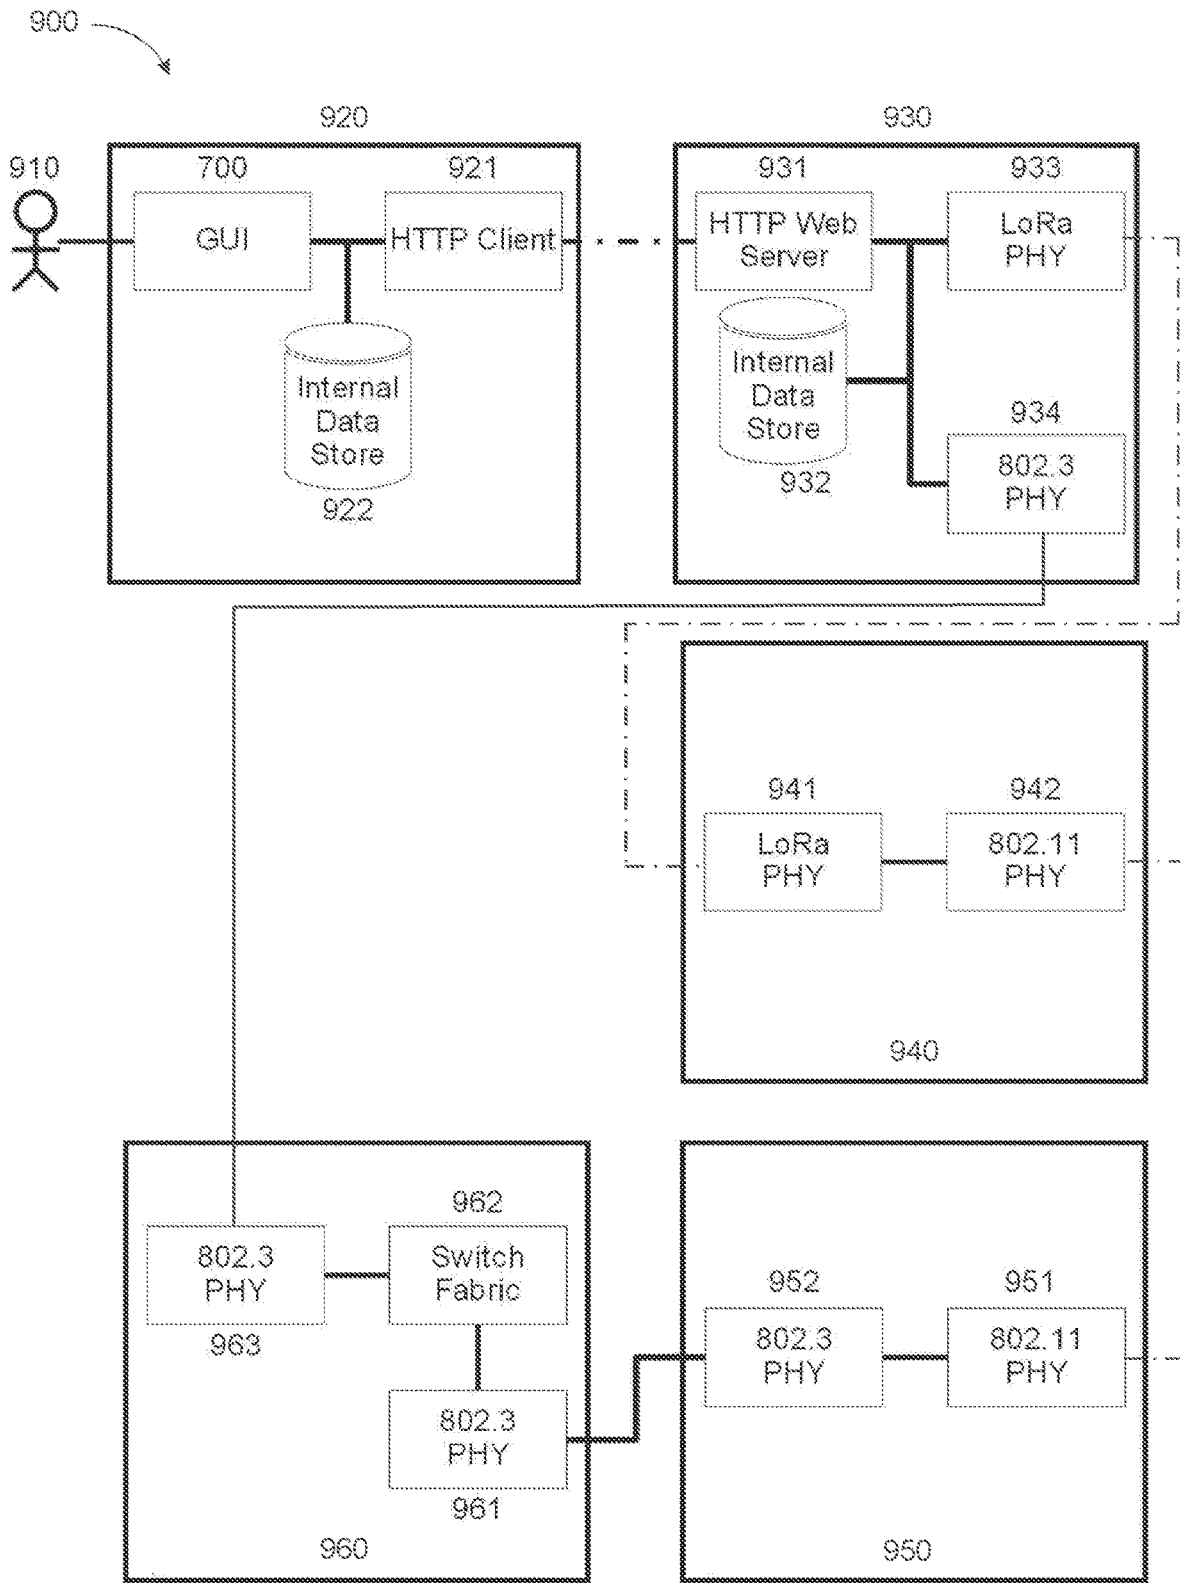 900
920
930
910
700
921
931
933
GUI
HTTP Client
HTTP Web
Server
LoRa
PHY
Internal
Data
Store
922
Internal
Data
Store
932
934
802.3
PHY
941
942
LoRa
PHY
802.11
PHY
940
962
802.3
PHY
963
Switch
Fabric
952
951
802.3
PHY
802.11
PHY
802.3
PHY
961
960
950